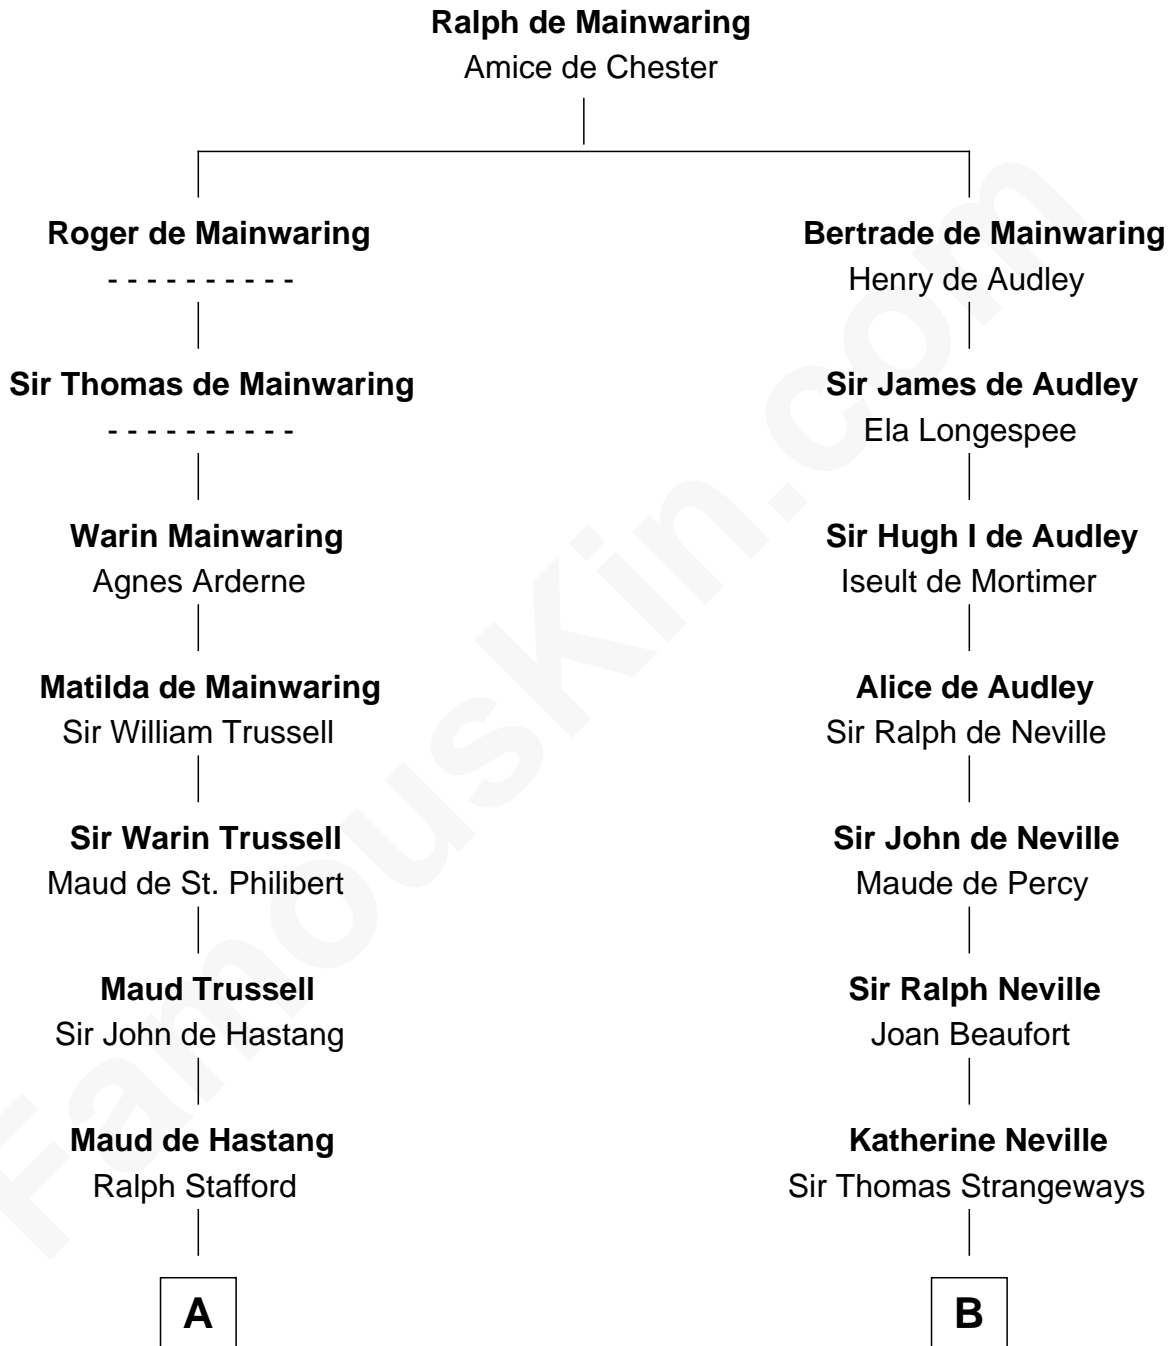 Ralph de Mainwaring
Amice de Chester
Roger de Mainwaring
- - - - - - - - - -
Sir Thomas de Mainwaring
- - - - - - - - - -
Warin Mainwaring
Agnes Arderne
Matilda de Mainwaring
Sir William Trussell
Sir Warin Trussell
Maud de St. Philibert
Maud Trussell
Sir John de Hastang
Maud de Hastang
Ralph Stafford
A
Bertrade de Mainwaring
Henry de Audley
Sir James de Audley
Ela Longespee
Sir Hugh I de Audley
Iseult de Mortimer
Alice de Audley
Sir Ralph de Neville
Sir John de Neville
Maude de Percy
Sir Ralph Neville
Joan Beaufort
Katherine Neville
Sir Thomas Strangeways
B
FamousKin.com